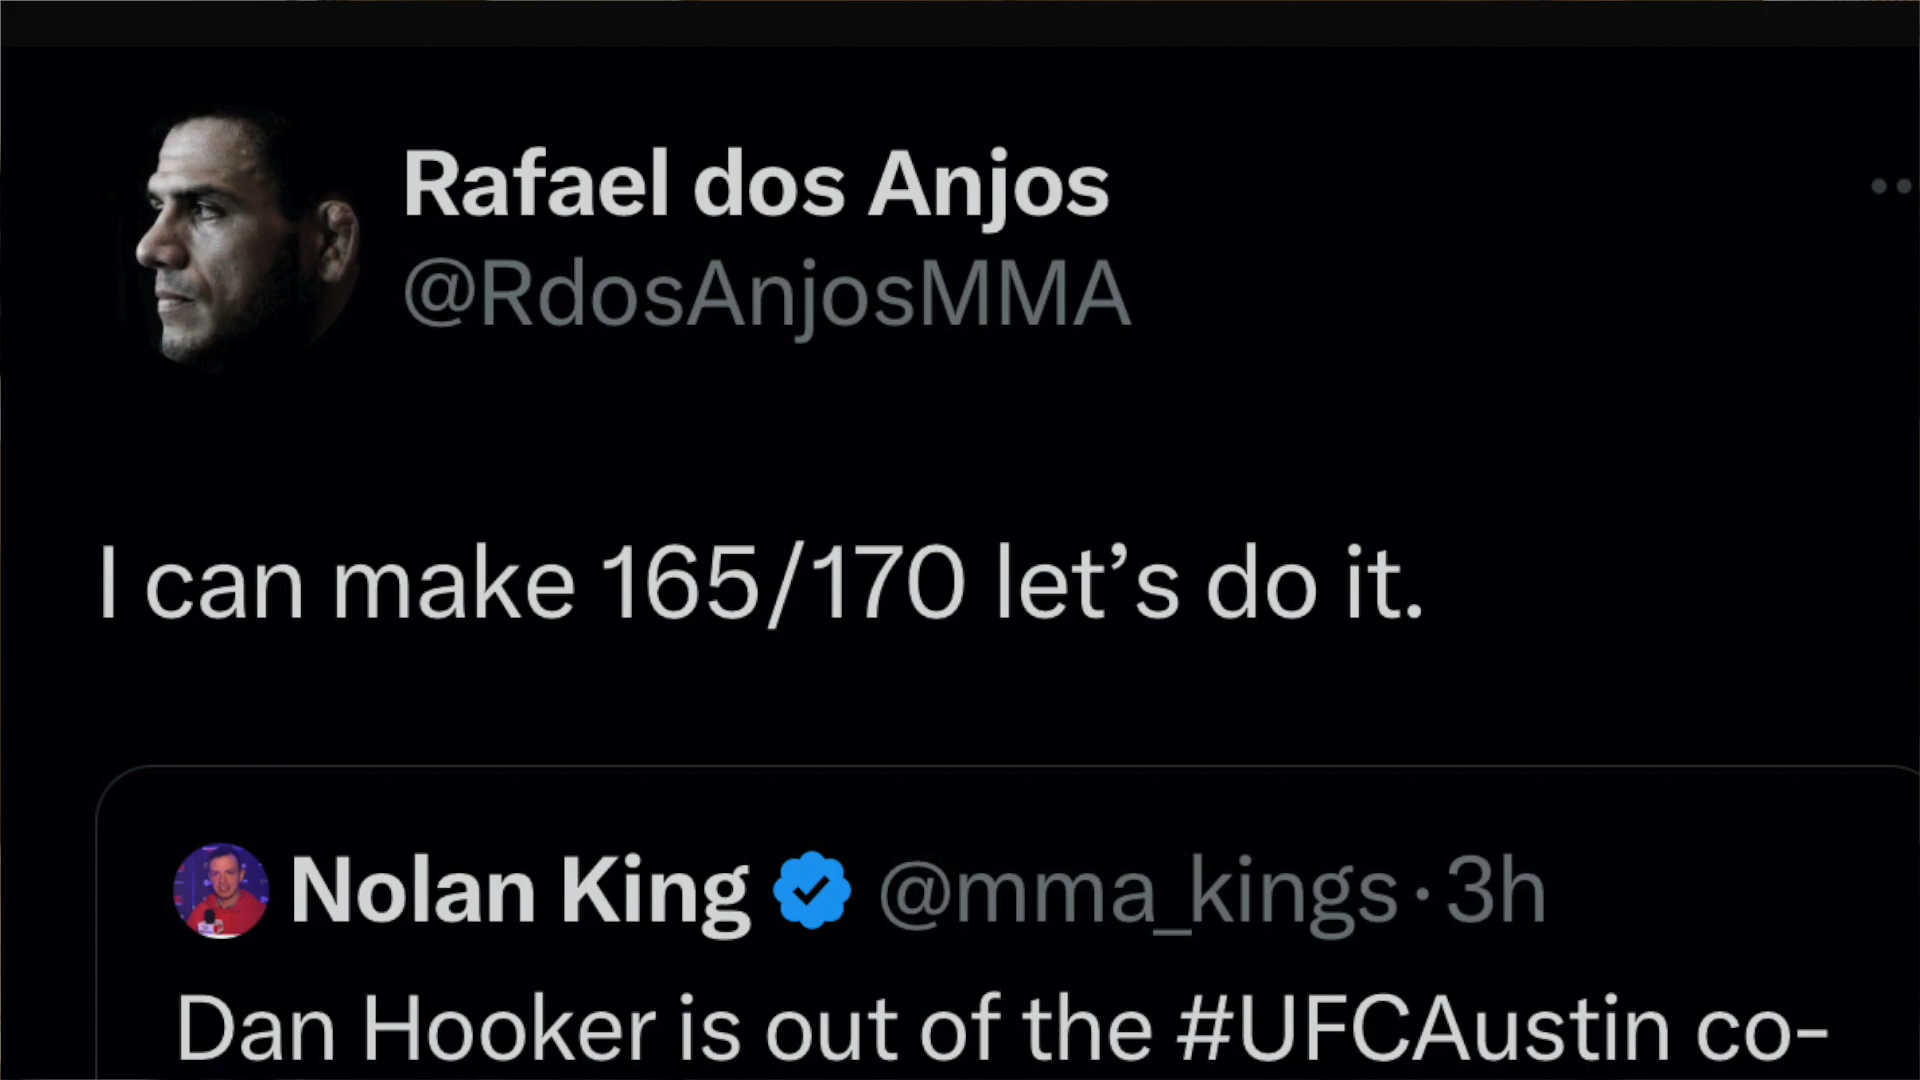 Rafael dos Anjos
@RdosAnjosMMA
I can make 165/170 let’s do it.
Nolan King @mma_kings · 3h
Dan Hooker is out of the #UFCAustin co-